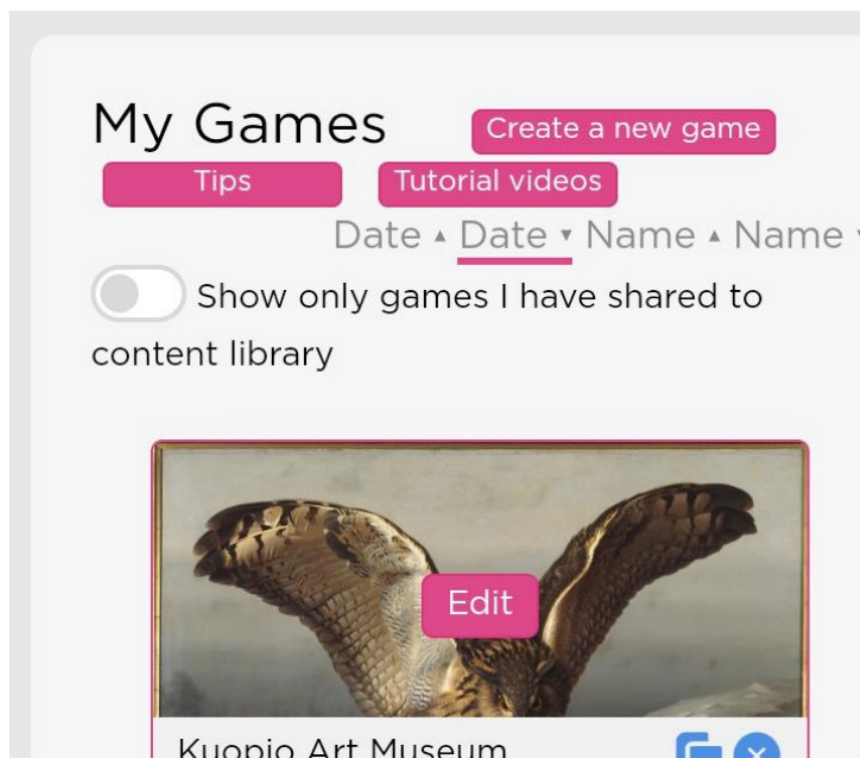 My Games Create a new game
Tips Tutorial videos
Date ▲ Date ▼ Name ▲ Name
Show only games I have shared to
content library
Edit
Kuopio Art Museum